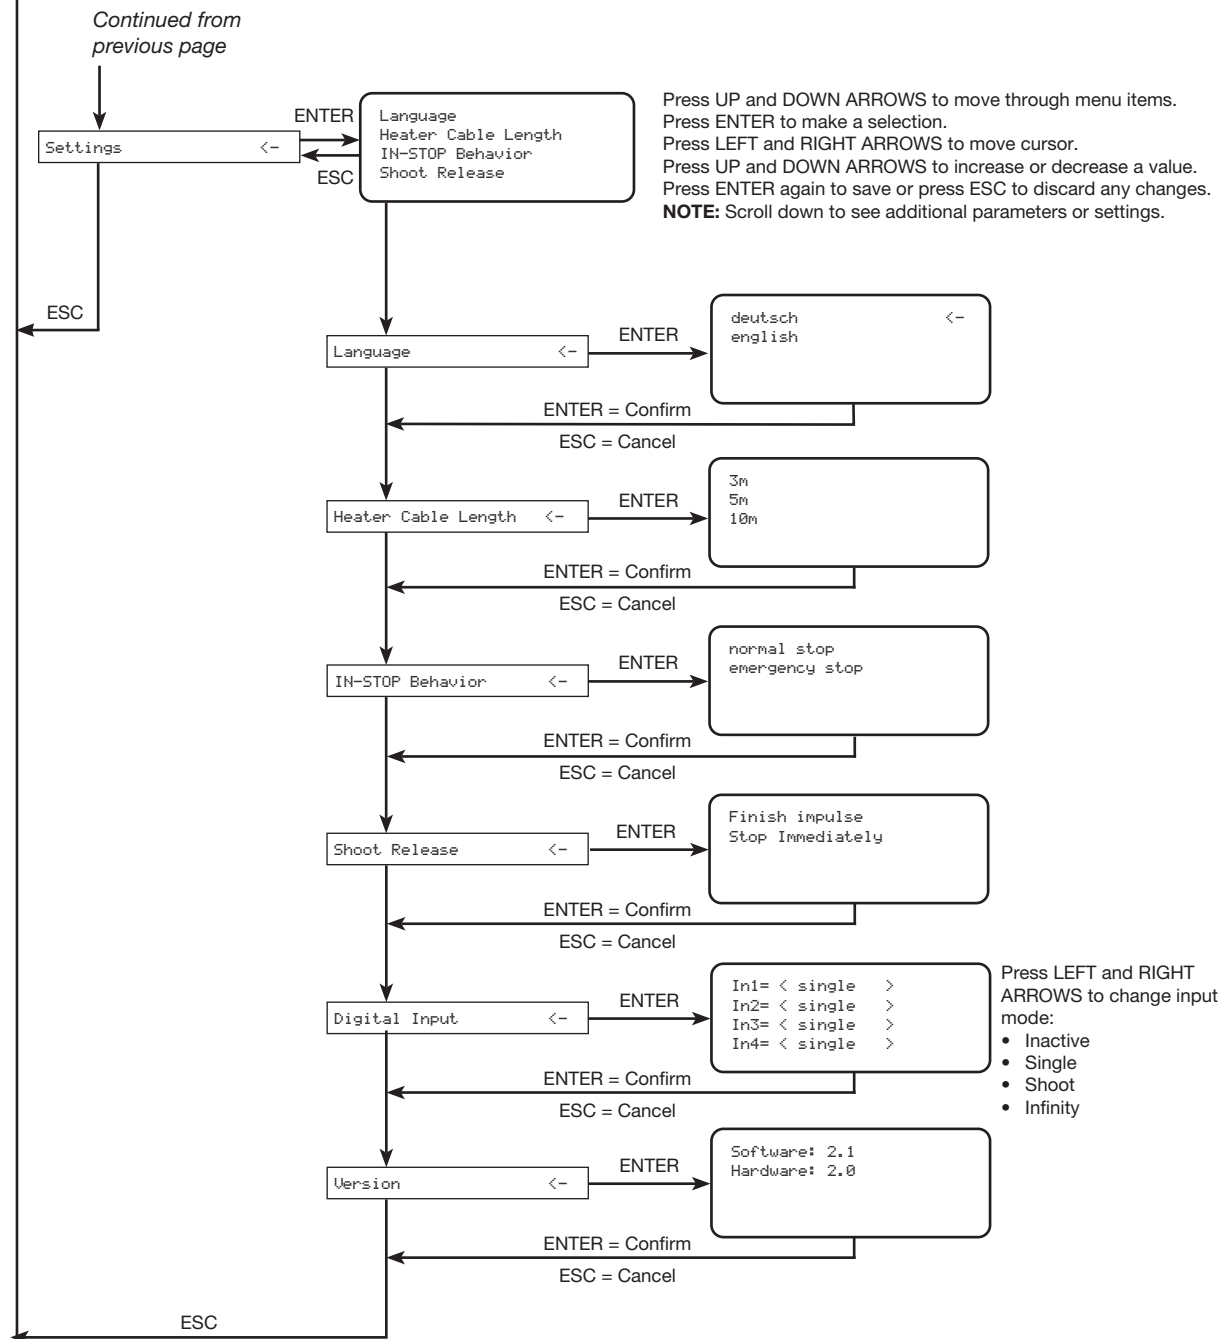 Continued from
previous page
Settings <-
ENTER
ESC
Language
Heater Cable Length
IN-STOP Behavior
Shoot Release
Press UP and DOWN ARROWS to move through menu items.
Press ENTER to make a selection.
Press LEFT and RIGHT ARROWS to move cursor.
Press UP and DOWN ARROWS to increase or decrease a value.
Press ENTER again to save or press ESC to discard any changes.
NOTE: Scroll down to see additional parameters or settings.
ESC
Language <-
ENTER
deutsch <-
english
ENTER = Confirm
ESC = Cancel
Heater Cable Length <-
ENTER
3m
5m
10m
ENTER = Confirm
ESC = Cancel
IN-STOP Behavior <-
ENTER
normal stop
emergency stop
ENTER = Confirm
ESC = Cancel
Shoot Release <-
ENTER
Finish impulse
Stop Immediately
ENTER = Confirm
ESC = Cancel
Digital Input <-
ENTER
In1= < single >
In2= < single >
In3= < single >
In4= < single >
Press LEFT and RIGHT
ARROWS to change input
mode:
• Inactive
• Single
• Shoot
• Infinity
ENTER = Confirm
ESC = Cancel
Version <-
ENTER
Software: 2.1
Hardware: 2.0
ENTER = Confirm
ESC = Cancel
ESC